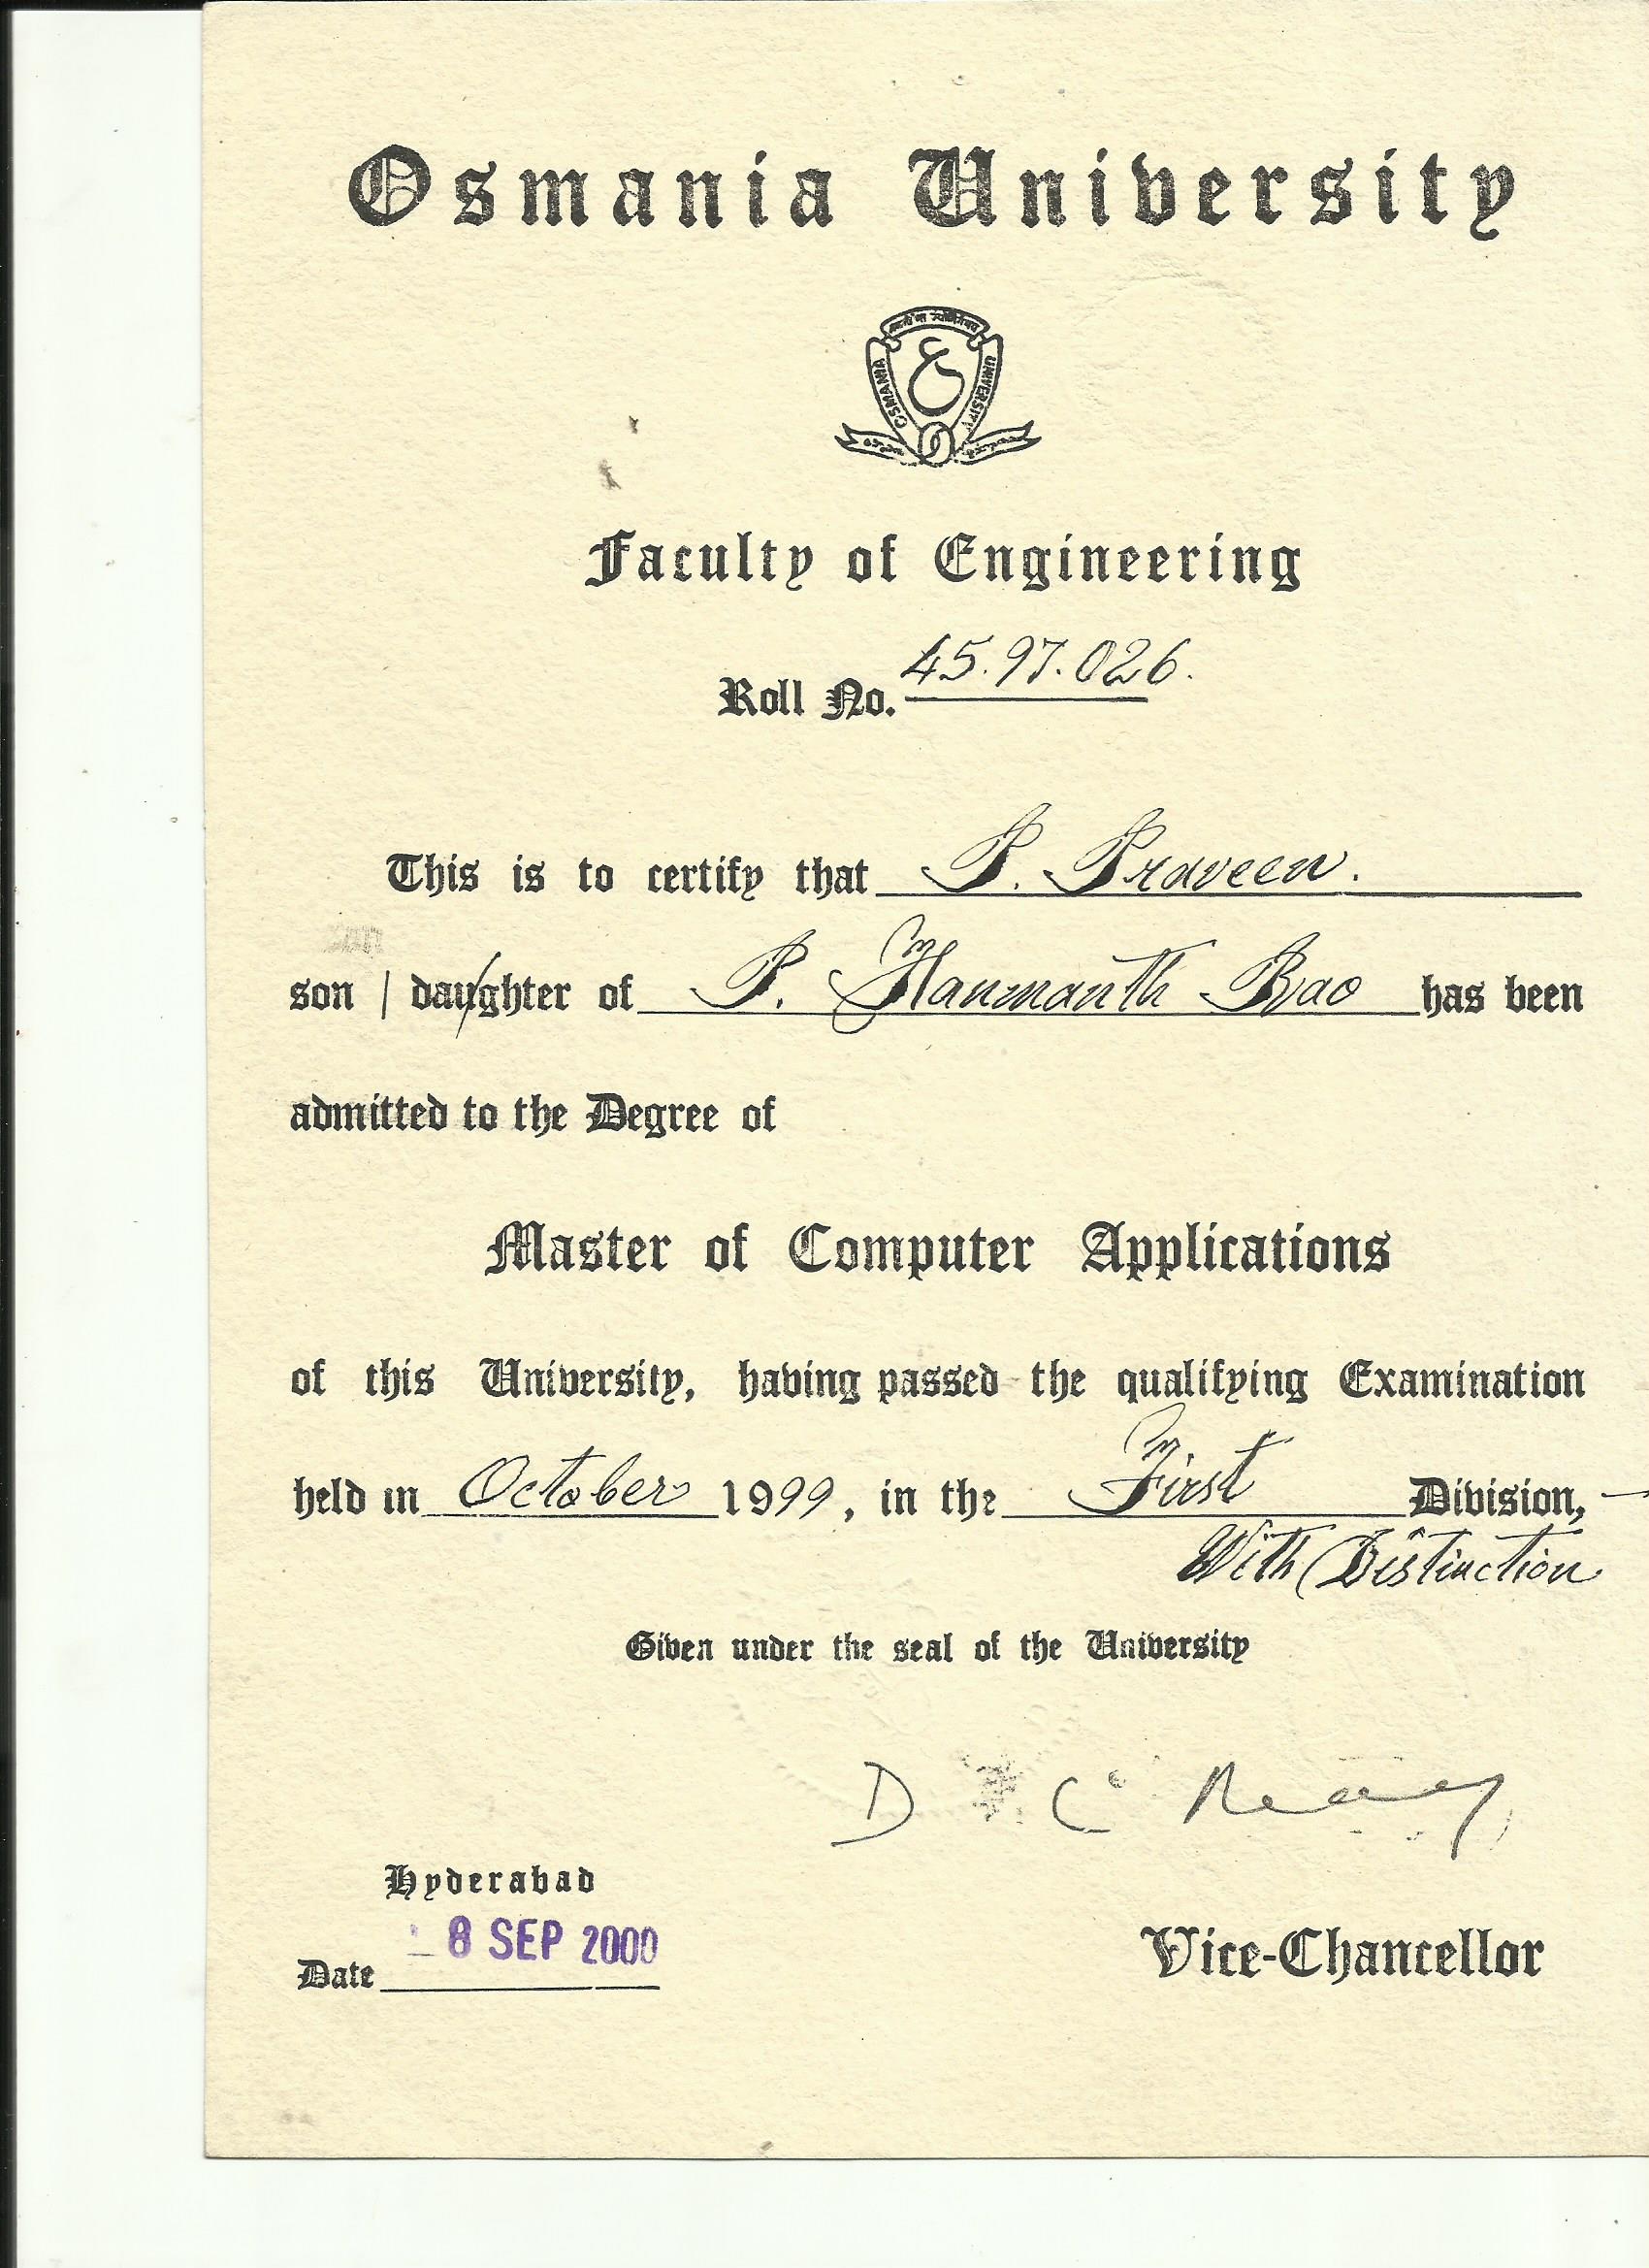 Osmania University
OSMANIA UNIVERSITY
Faculty of Engineering
Roll No. 45.97.026.
This is to certify that P. Praveen.
son / daughter of P. Hanmanth Rao has been
admitted to the Degree of
Master of Computer Applications
of this University, having passed the qualifying Examination
held in October 1999, in the First Division,
With Distinction
Given under the seal of the University
D C Reddy
Hyderabad
Date 8 SEP 2000
Vice-Chancellor